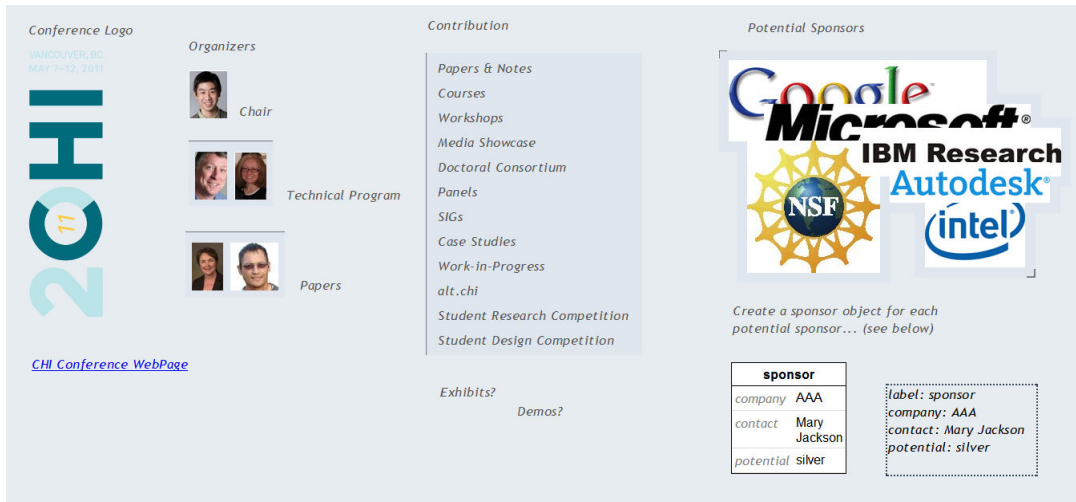 Conference Logo
VANCOUVER, BC
MAY 7–12, 2011
2CHI
11
CHI Conference WebPage
Organizers
Chair
Technical Program
Papers
Contribution
Papers & Notes
Courses
Workshops
Media Showcase
Doctoral Consortium
Panels
SIGs
Case Studies
Work-in-Progress
alt.chi
Student Research Competition
Student Design Competition
Exhibits?
Demos?
Potential Sponsors
Google™
Microsoft®
IBM Research
Autodesk®
NSF
intel®
Create a sponsor object for each
potential sponsor... (see below)
sponsor
company AAA
contact Mary
Jackson
potential silver
label: sponsor
company: AAA
contact: Mary Jackson
potential: silver